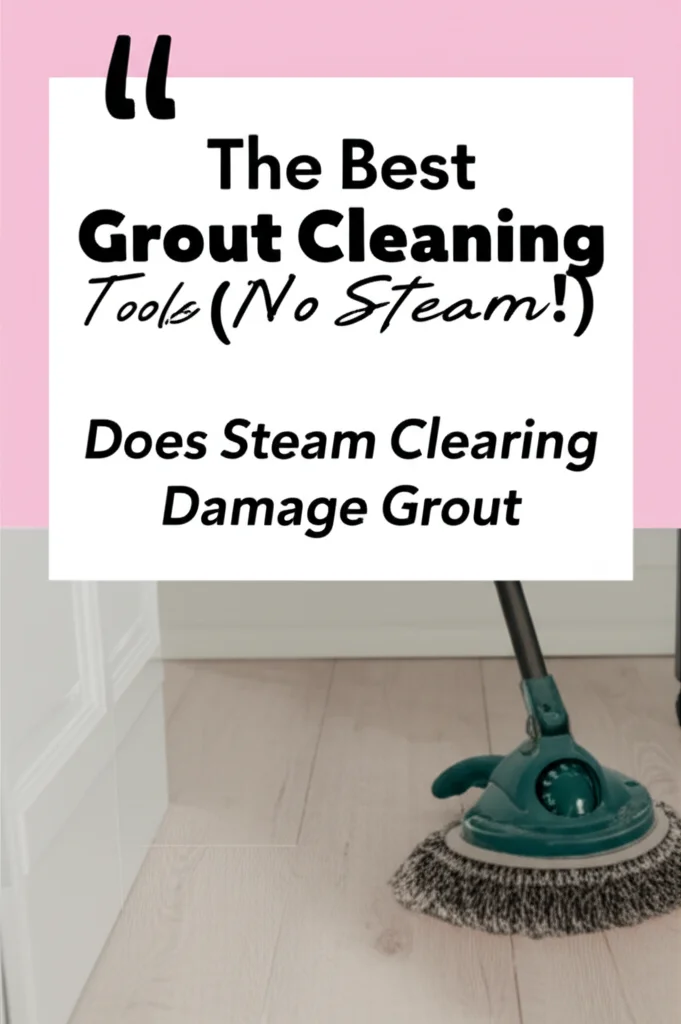 “
The Best
Grout Cleaning
Tools (No Steam!)
Does Steam Clearing
Damage Grout